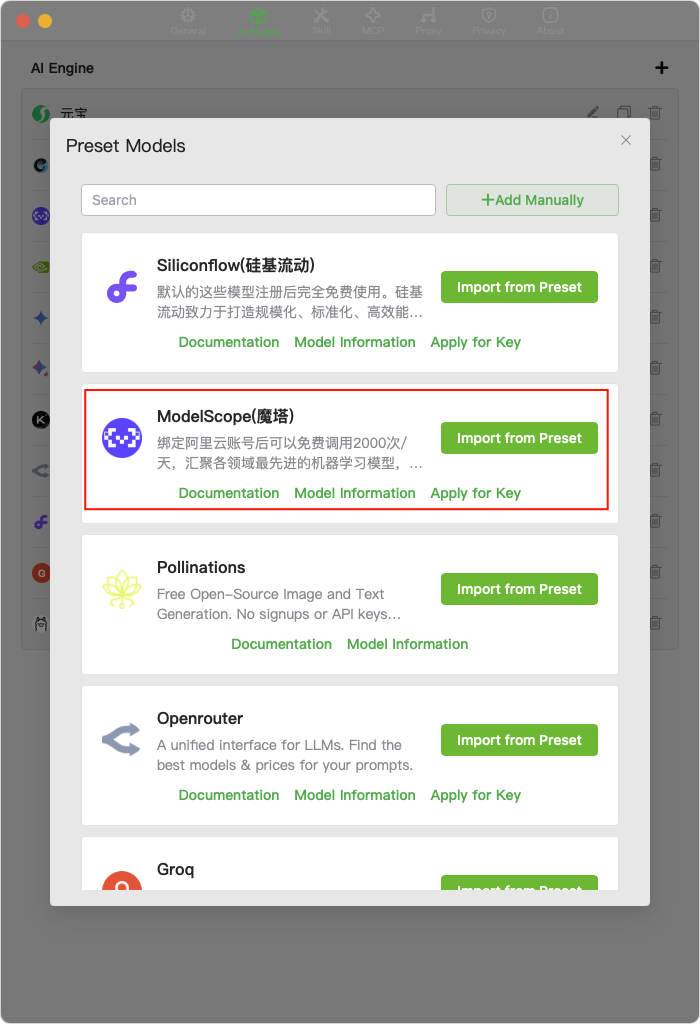 General AI Engine Skill MCP Proxy Privacy About
AI Engine
元宝
Preset Models
Search
Add Manually
Siliconflow(硅基流动)
默认的这些模型注册后完全免费使用。硅基
流动致力于打造规模化、标准化、高效能...
Import from Preset
Documentation Model Information Apply for Key
ModelScope(魔塔)
绑定阿里云账号后可以免费调用2000次/
天，汇聚各领域最先进的机器学习模型，...
Import from Preset
Documentation Model Information Apply for Key
Pollinations
Free Open-Source Image and Text
Generation. No signups or API keys...
Import from Preset
Documentation Model Information
Openrouter
A unified interface for LLMs. Find the
best models & prices for your prompts.
Import from Preset
Documentation Model Information Apply for Key
Groq
Import from Preset